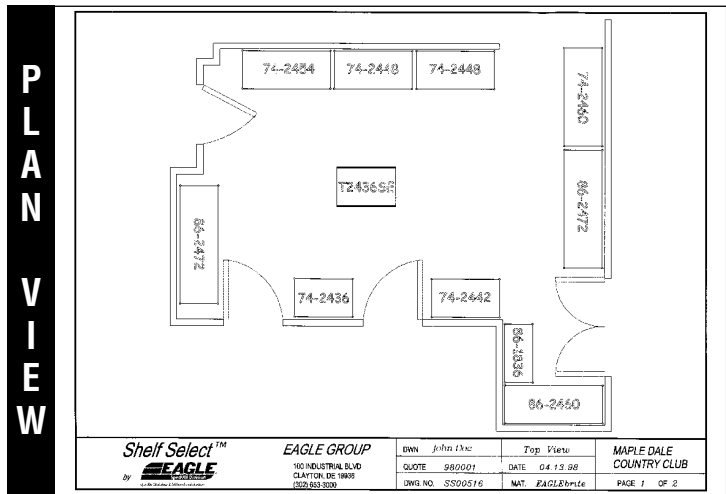 PLAN VIEW
74-2454
74-2448
74-2448
74-2460
T2436SR
86-2472
86-2472
74-2436
74-2442
86-1836
86-2460
Shelf Select™
by EAGLE
EAGLE GROUP
100 INDUSTRIAL BLVD
CLAYTON, DE 19938
(302) 653-3000
DWN John Doe
Top View
QUOTE 980001
DATE 04.13.98
DWG. NO. SS00516
MAT. EAGLEbrite
MAPLE DALE
COUNTRY CLUB
PAGE 1 OF 2